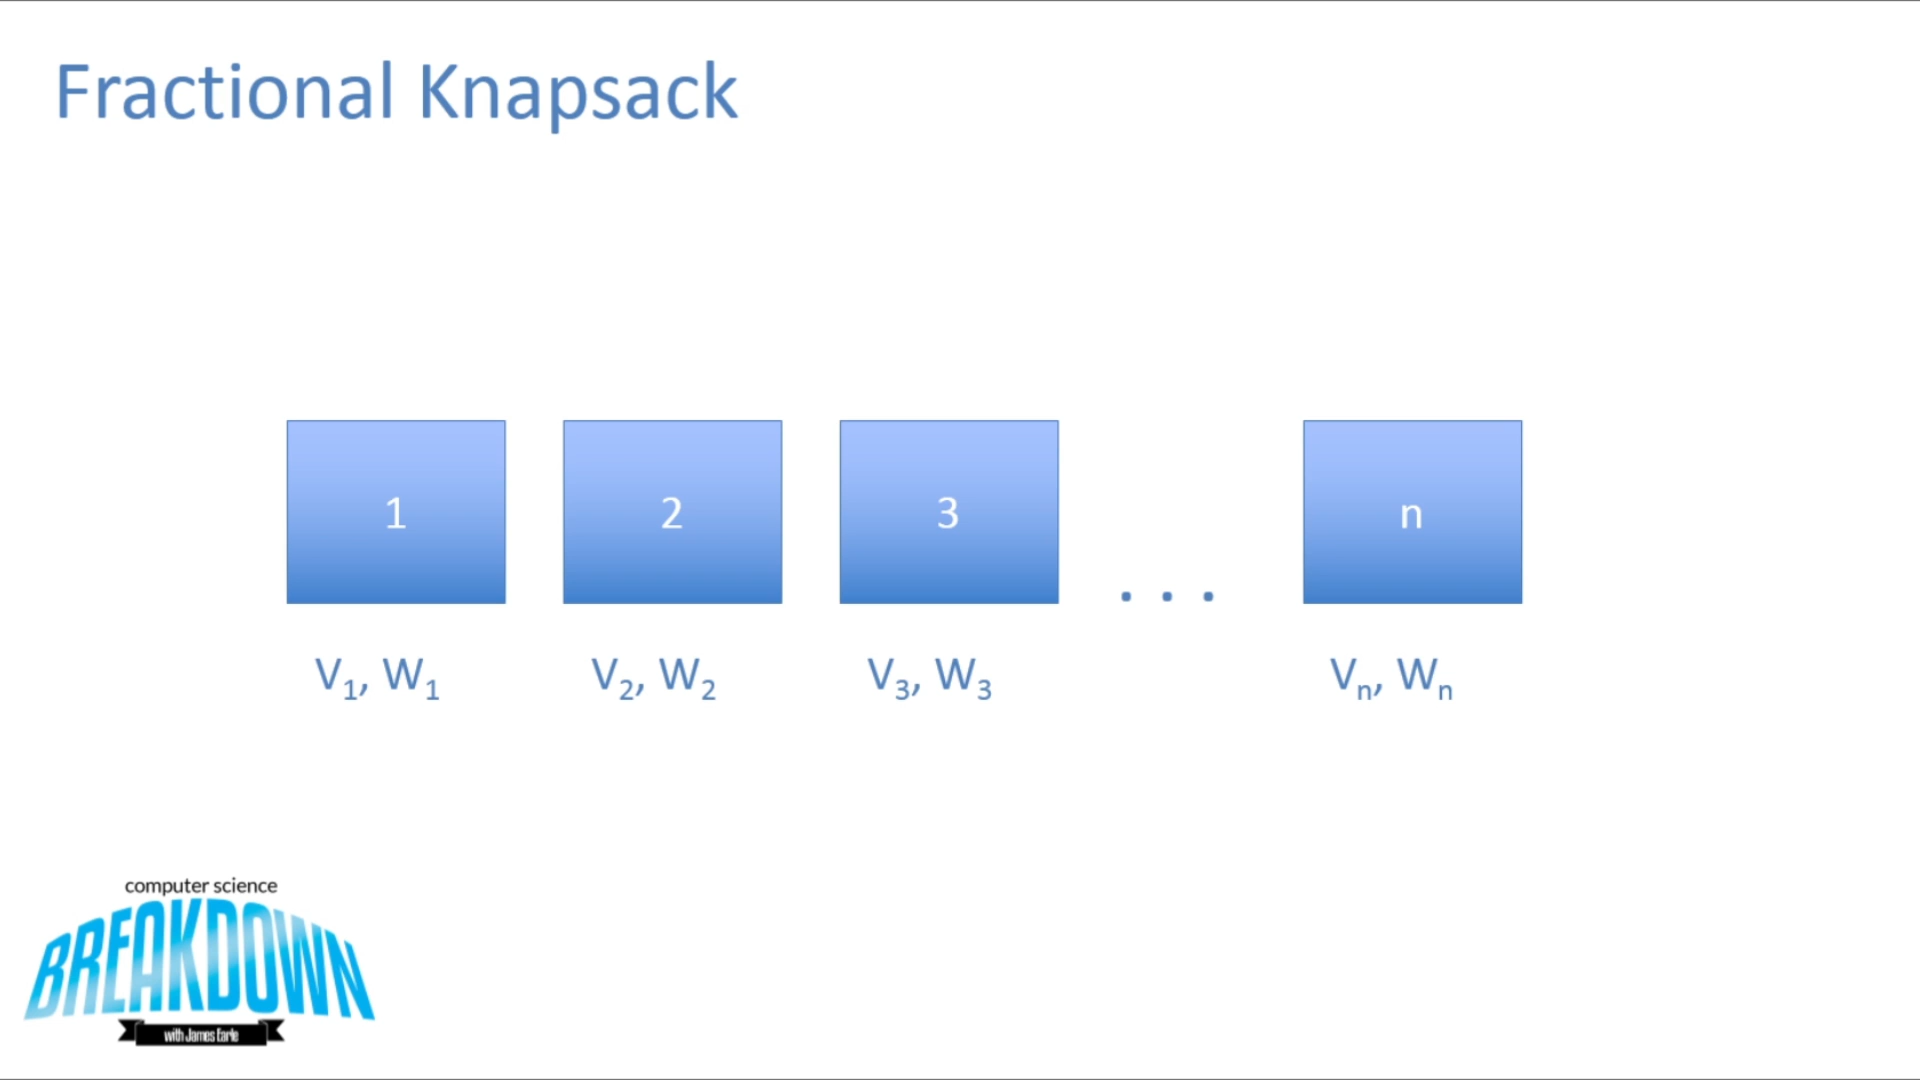 Fractional Knapsack
1 2 3 . . . n
V₁, W₁ V₂, W₂ V₃, W₃ Vₙ, Wₙ
computer science
BREAKDOWN
with James Earle